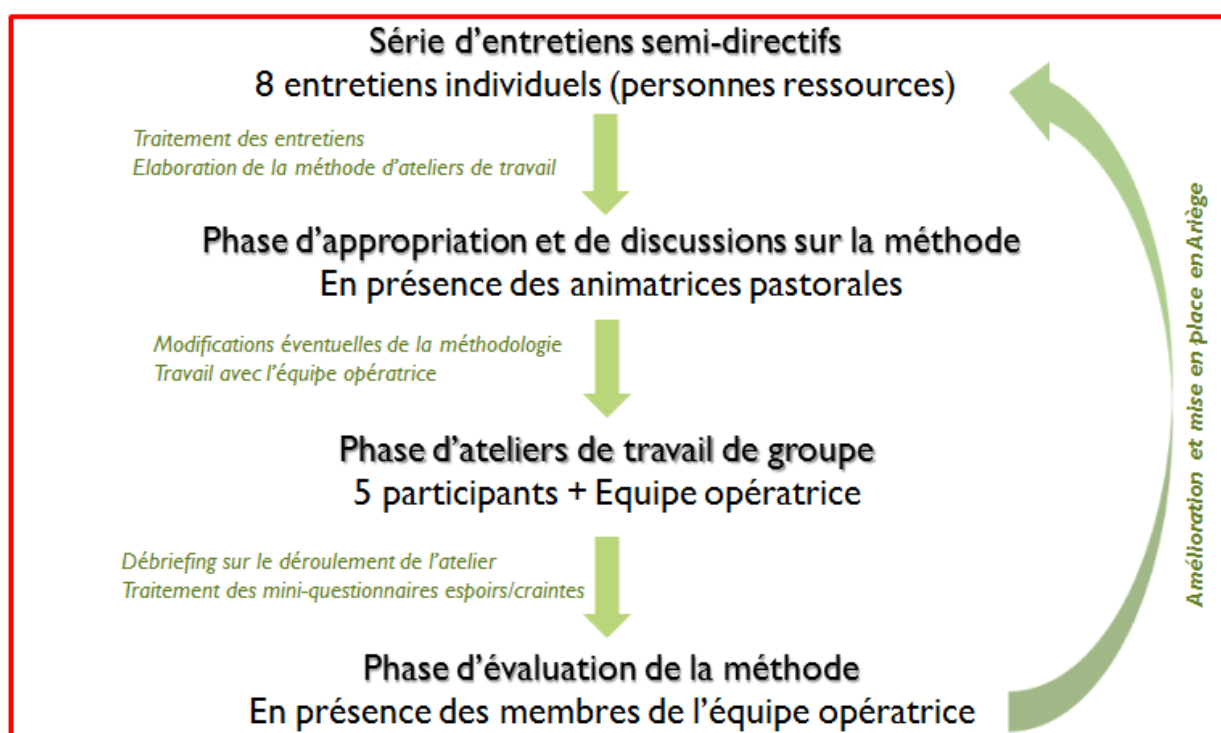 Série d'entretiens semi-directifs
8 entretiens individuels (personnes ressources)
Traitement des entretiens
Elaboration de la méthode d'ateliers de travail
Phase d'appropriation et de discussions sur la méthode
En présence des animatrices pastorales
Modifications éventuelles de la méthodologie
Travail avec l'équipe opératrice
Phase d'ateliers de travail de groupe
5 participants + Equipe opératrice
Débriefing sur le déroulement de l'atelier
Traitement des mini-questionnaires espoirs/craintes
Phase d'évaluation de la méthode
En présence des membres de l'équipe opératrice
Amélioration et mise en place en Ariège